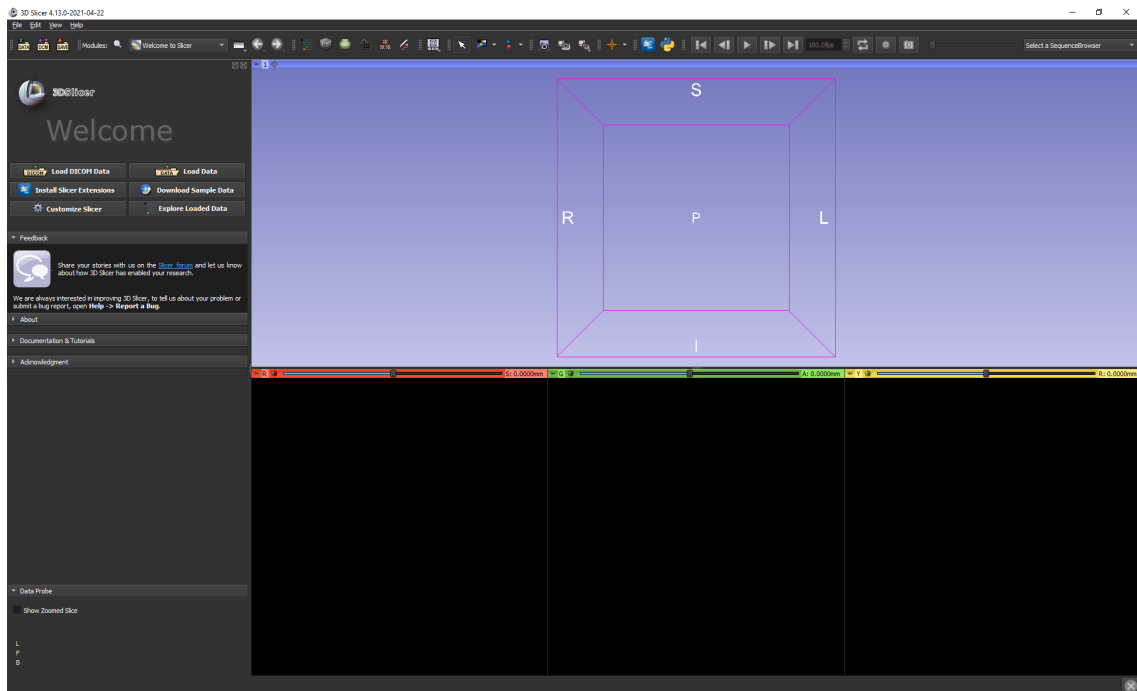 3D Slicer 4.13.0-2021-04-22
File Edit View Help
DATA DCM SAVE Modules: Welcome to Slicer 100.0fps Select a SequenceBrowser
1
3DSlicer
Welcome
DICOM Load DICOM Data DATA Load Data
Install Slicer Extensions Download Sample Data
Customize Slicer Explore Loaded Data
Feedback
Share your stories with us on the Slicer forum and let us know
about how 3D Slicer has enabled your research.
We are always interested in improving 3D Slicer, to tell us about your problem or
submit a bug report, open Help -> Report a Bug.
About
Documentation & Tutorials
Acknowledgment
S
R P L
I
R S: 0.0000mm G A: 0.0000mm Y R: 0.0000mm
Data Probe
Show Zoomed Slice
L
F
B